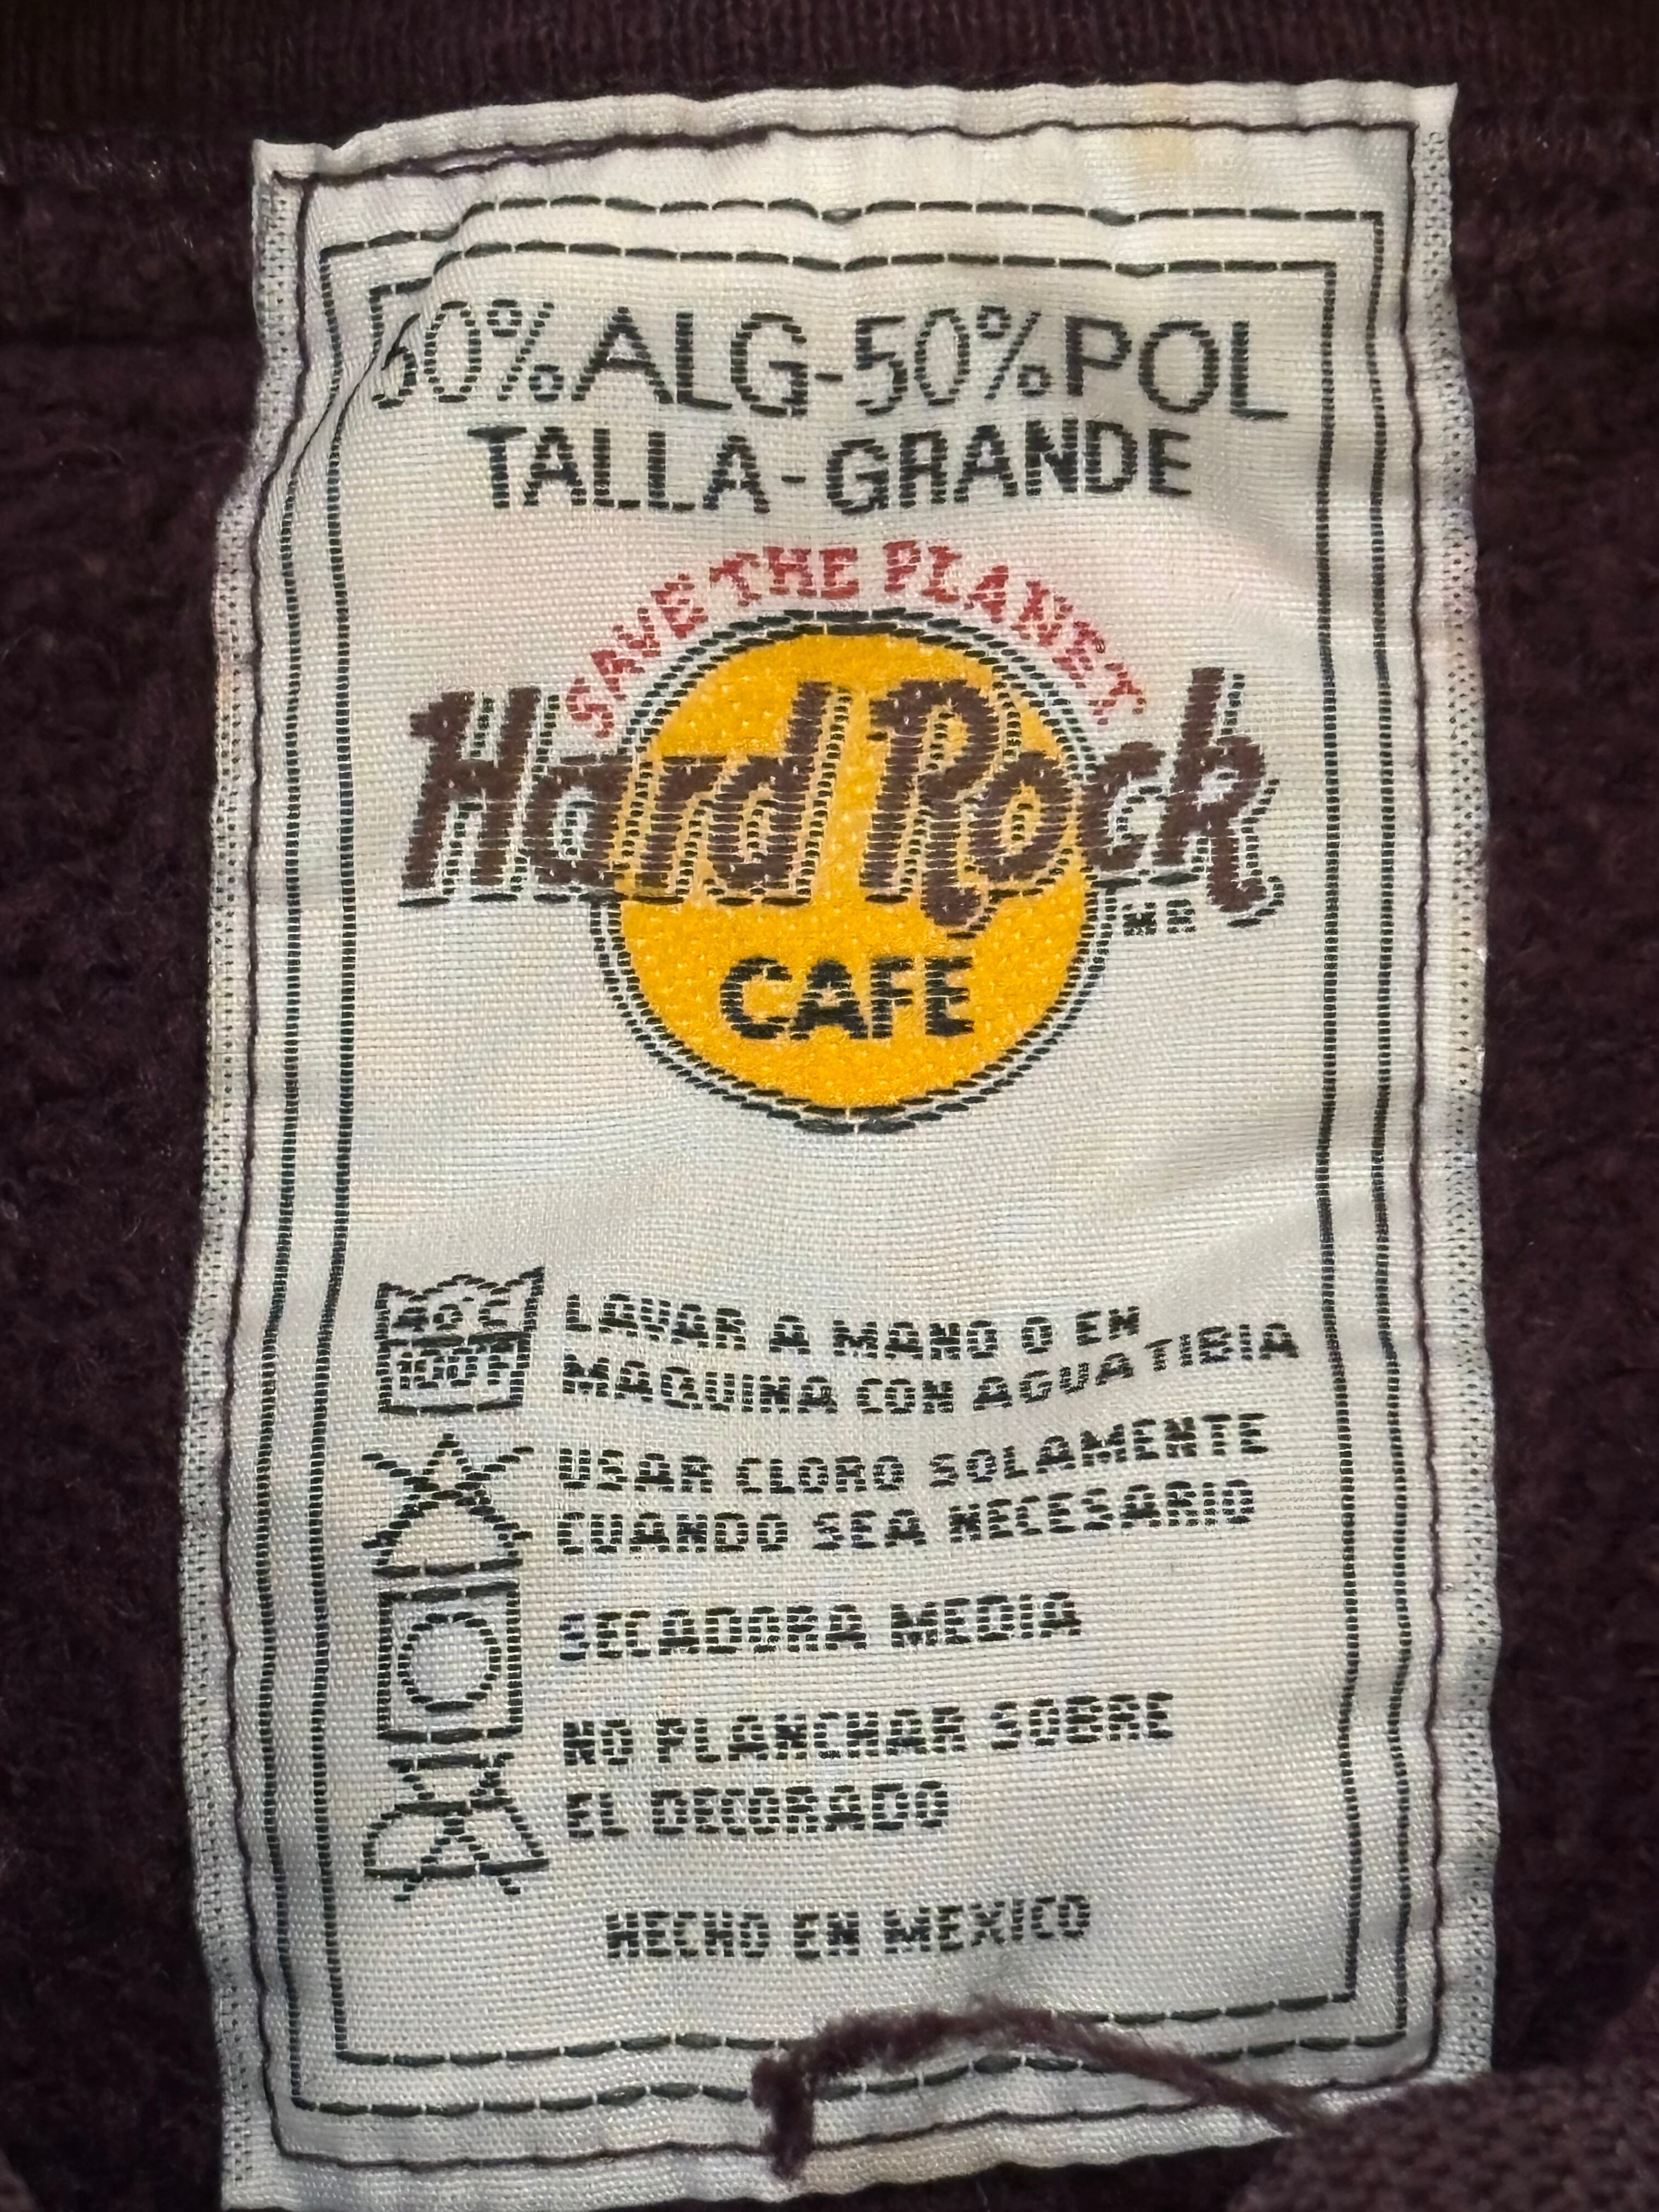 50%ALG-50%POL
TALLA-GRANDE
SAVE THE PLANET
Hard Rock
MR
CAFE
40°C
100°F
LAVAR A MANO O EN
MAQUINA CON AGUA TIBIA
USAR CLORO SOLAMENTE
CUANDO SEA NECESARIO
SECADORA MEDIA
NO PLANCHAR SOBRE
EL DECORADO
HECHO EN MEXICO